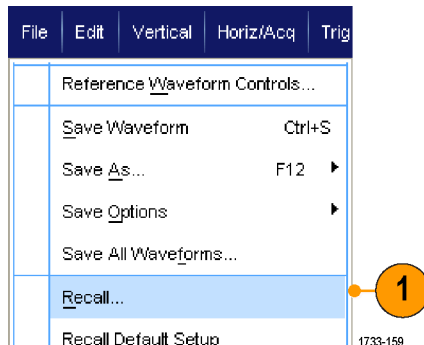 File Edit Vertical Horiz/Acq Trig
Reference Waveform Controls...
Save Waveform Ctrl+S
Save As... F12
Save Options
Save All Waveforms...
Recall... 1
Recall Default Setup
1733-159